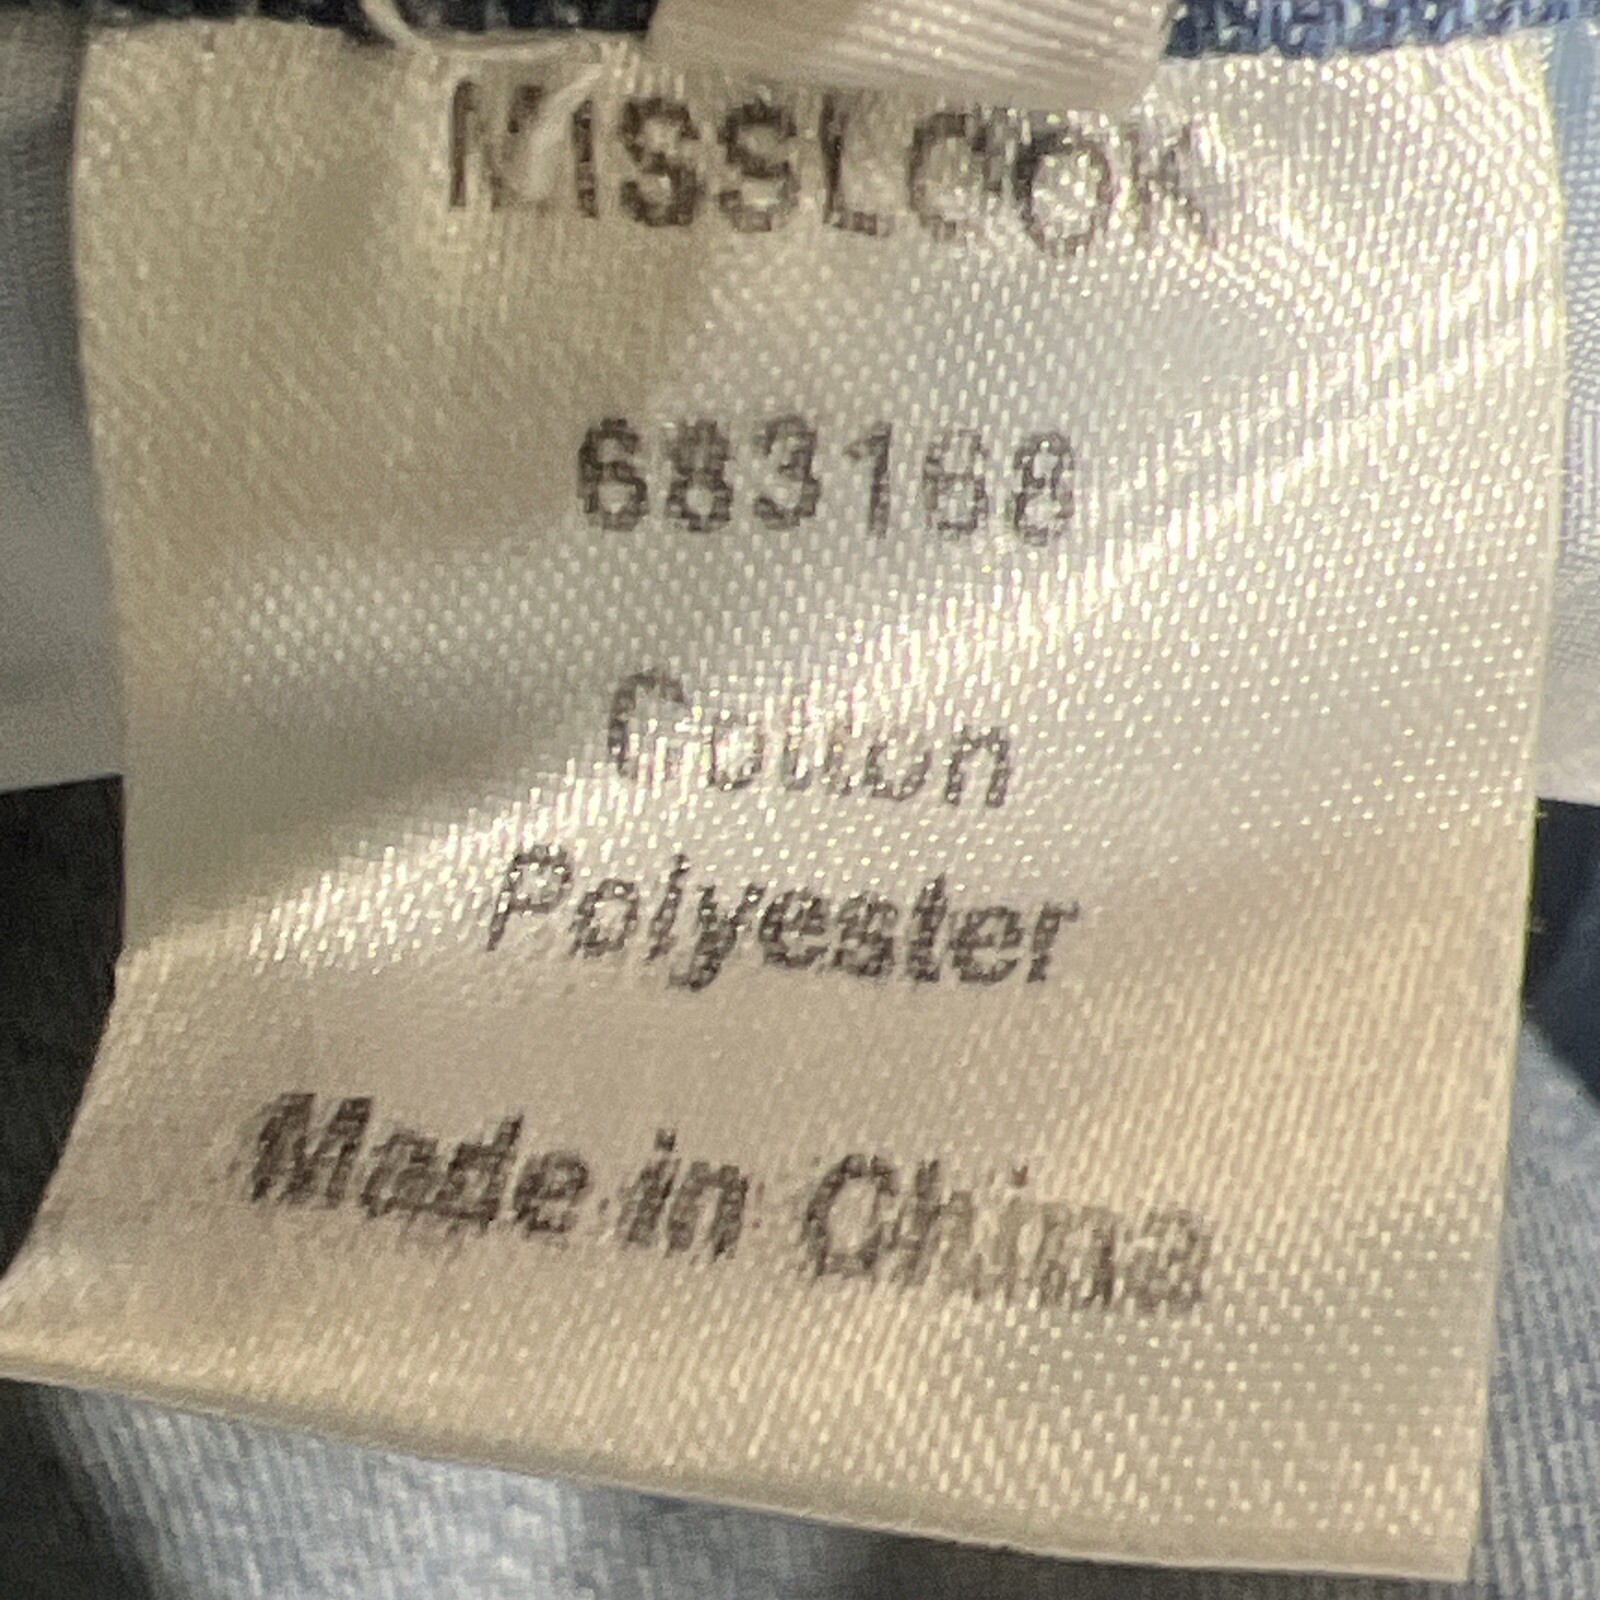 MISSLOOK
683168
Cotton
Polyester
Made in China